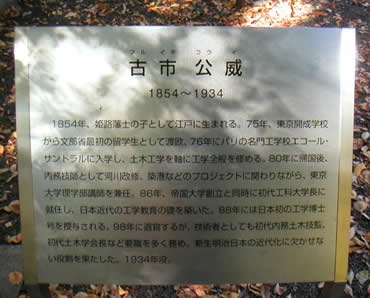 フル イチ コウ イ
古市 公威
1854～1934
1854年、姫路藩士の子として江戸に生まれる。75年、東京開成学校
から文部省最初の留学生として渡欧、76年にパリの名門工学校エコール・
サントラルに入学し、土木工学を軸に工学全般を修める。80年に帰国後、
内務技師として河川改修、築港などのプロジェクトに関わりながら、東京
大学理学部講師を兼任。86年、帝国大学創立と同時に初代工科大学長に
就任し、日本近代の工学教育の礎を築いた。88年には日本初の工学博士
号を授与される。98年に退官するが、技術者としても初代内務土木技監、
初代土木学会長など要職を多く務め、新生明治日本の近代化に欠かせな
い役割を果たした。1934年没。